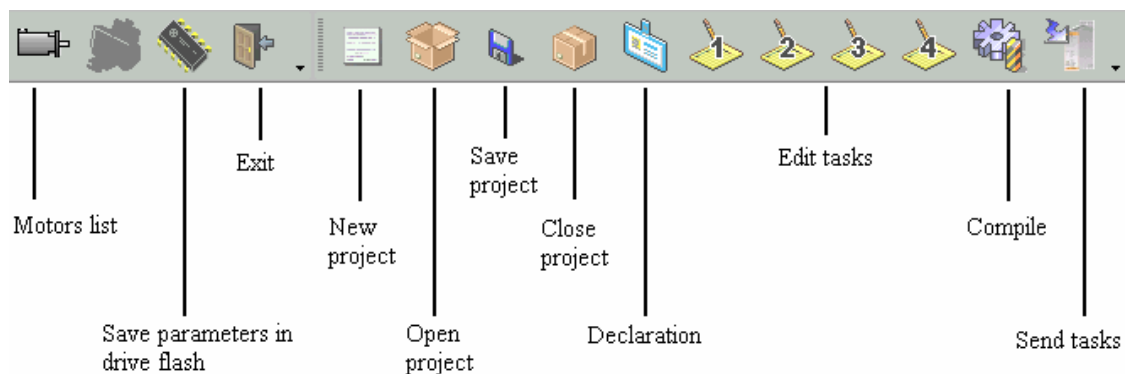 1
2
3
4
Exit
Save
project
Edit tasks
Motors list
New
project
Close
project
Compile
Save parameters in
drive flash
Open
project
Declaration
Send tasks